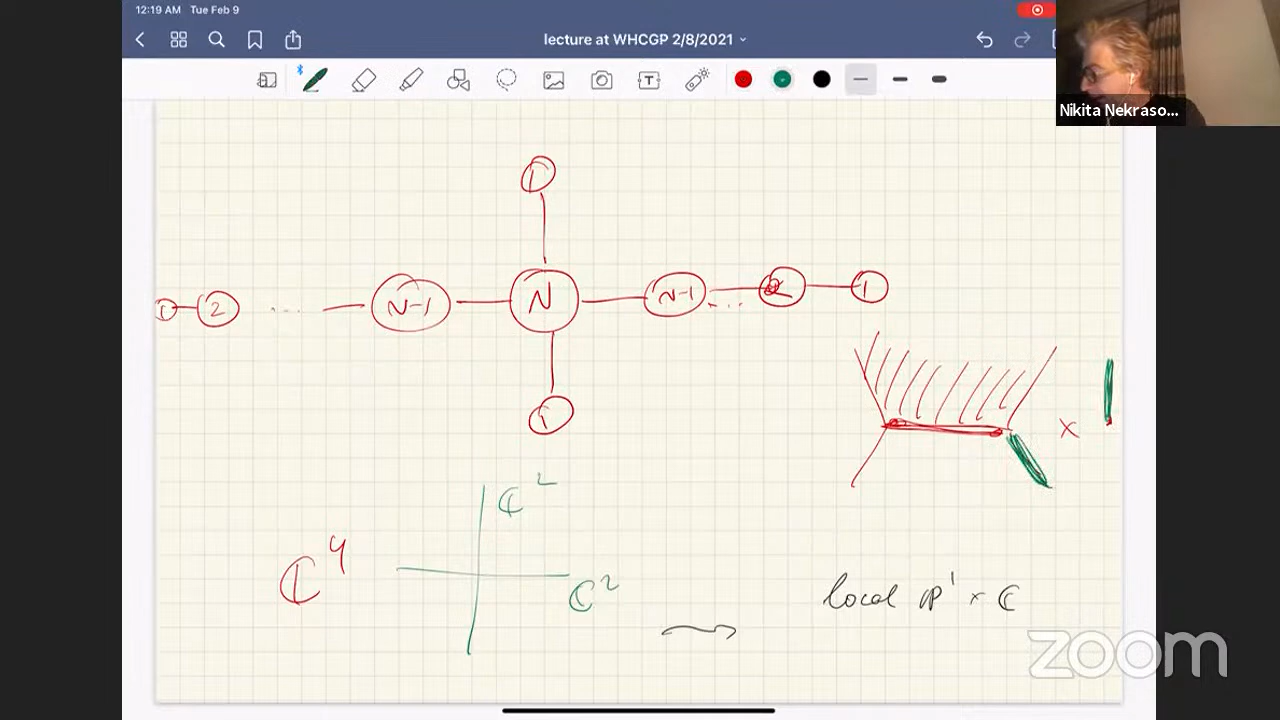 12:19 AM Tue Feb 9
lecture at WHCGP 2/8/2021
T
Nikita Nekraso...
1
1 2 ... N-1 N N-1 ... 2 1
1
×
ℂ²
ℂ⁴
ℂ²
local ℙ¹ × ℂ
zoom